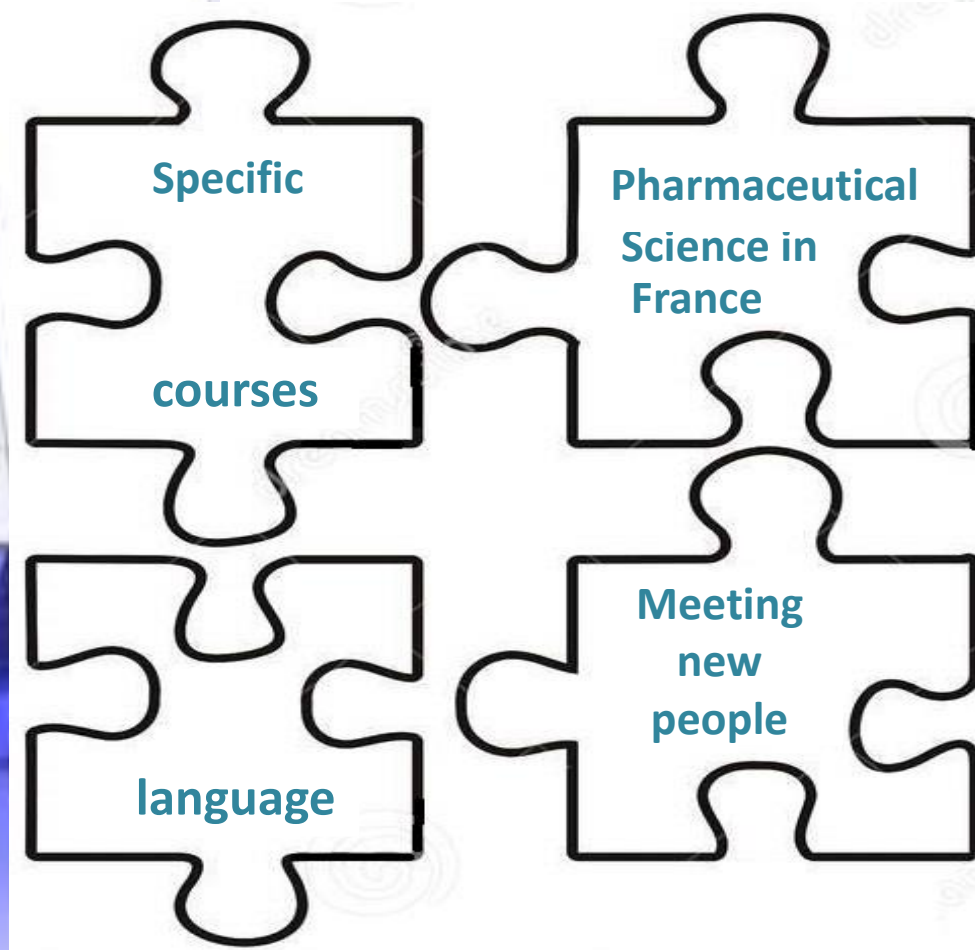 Specific
courses
Pharmaceutical
Science in
France
language
Meeting
new
people